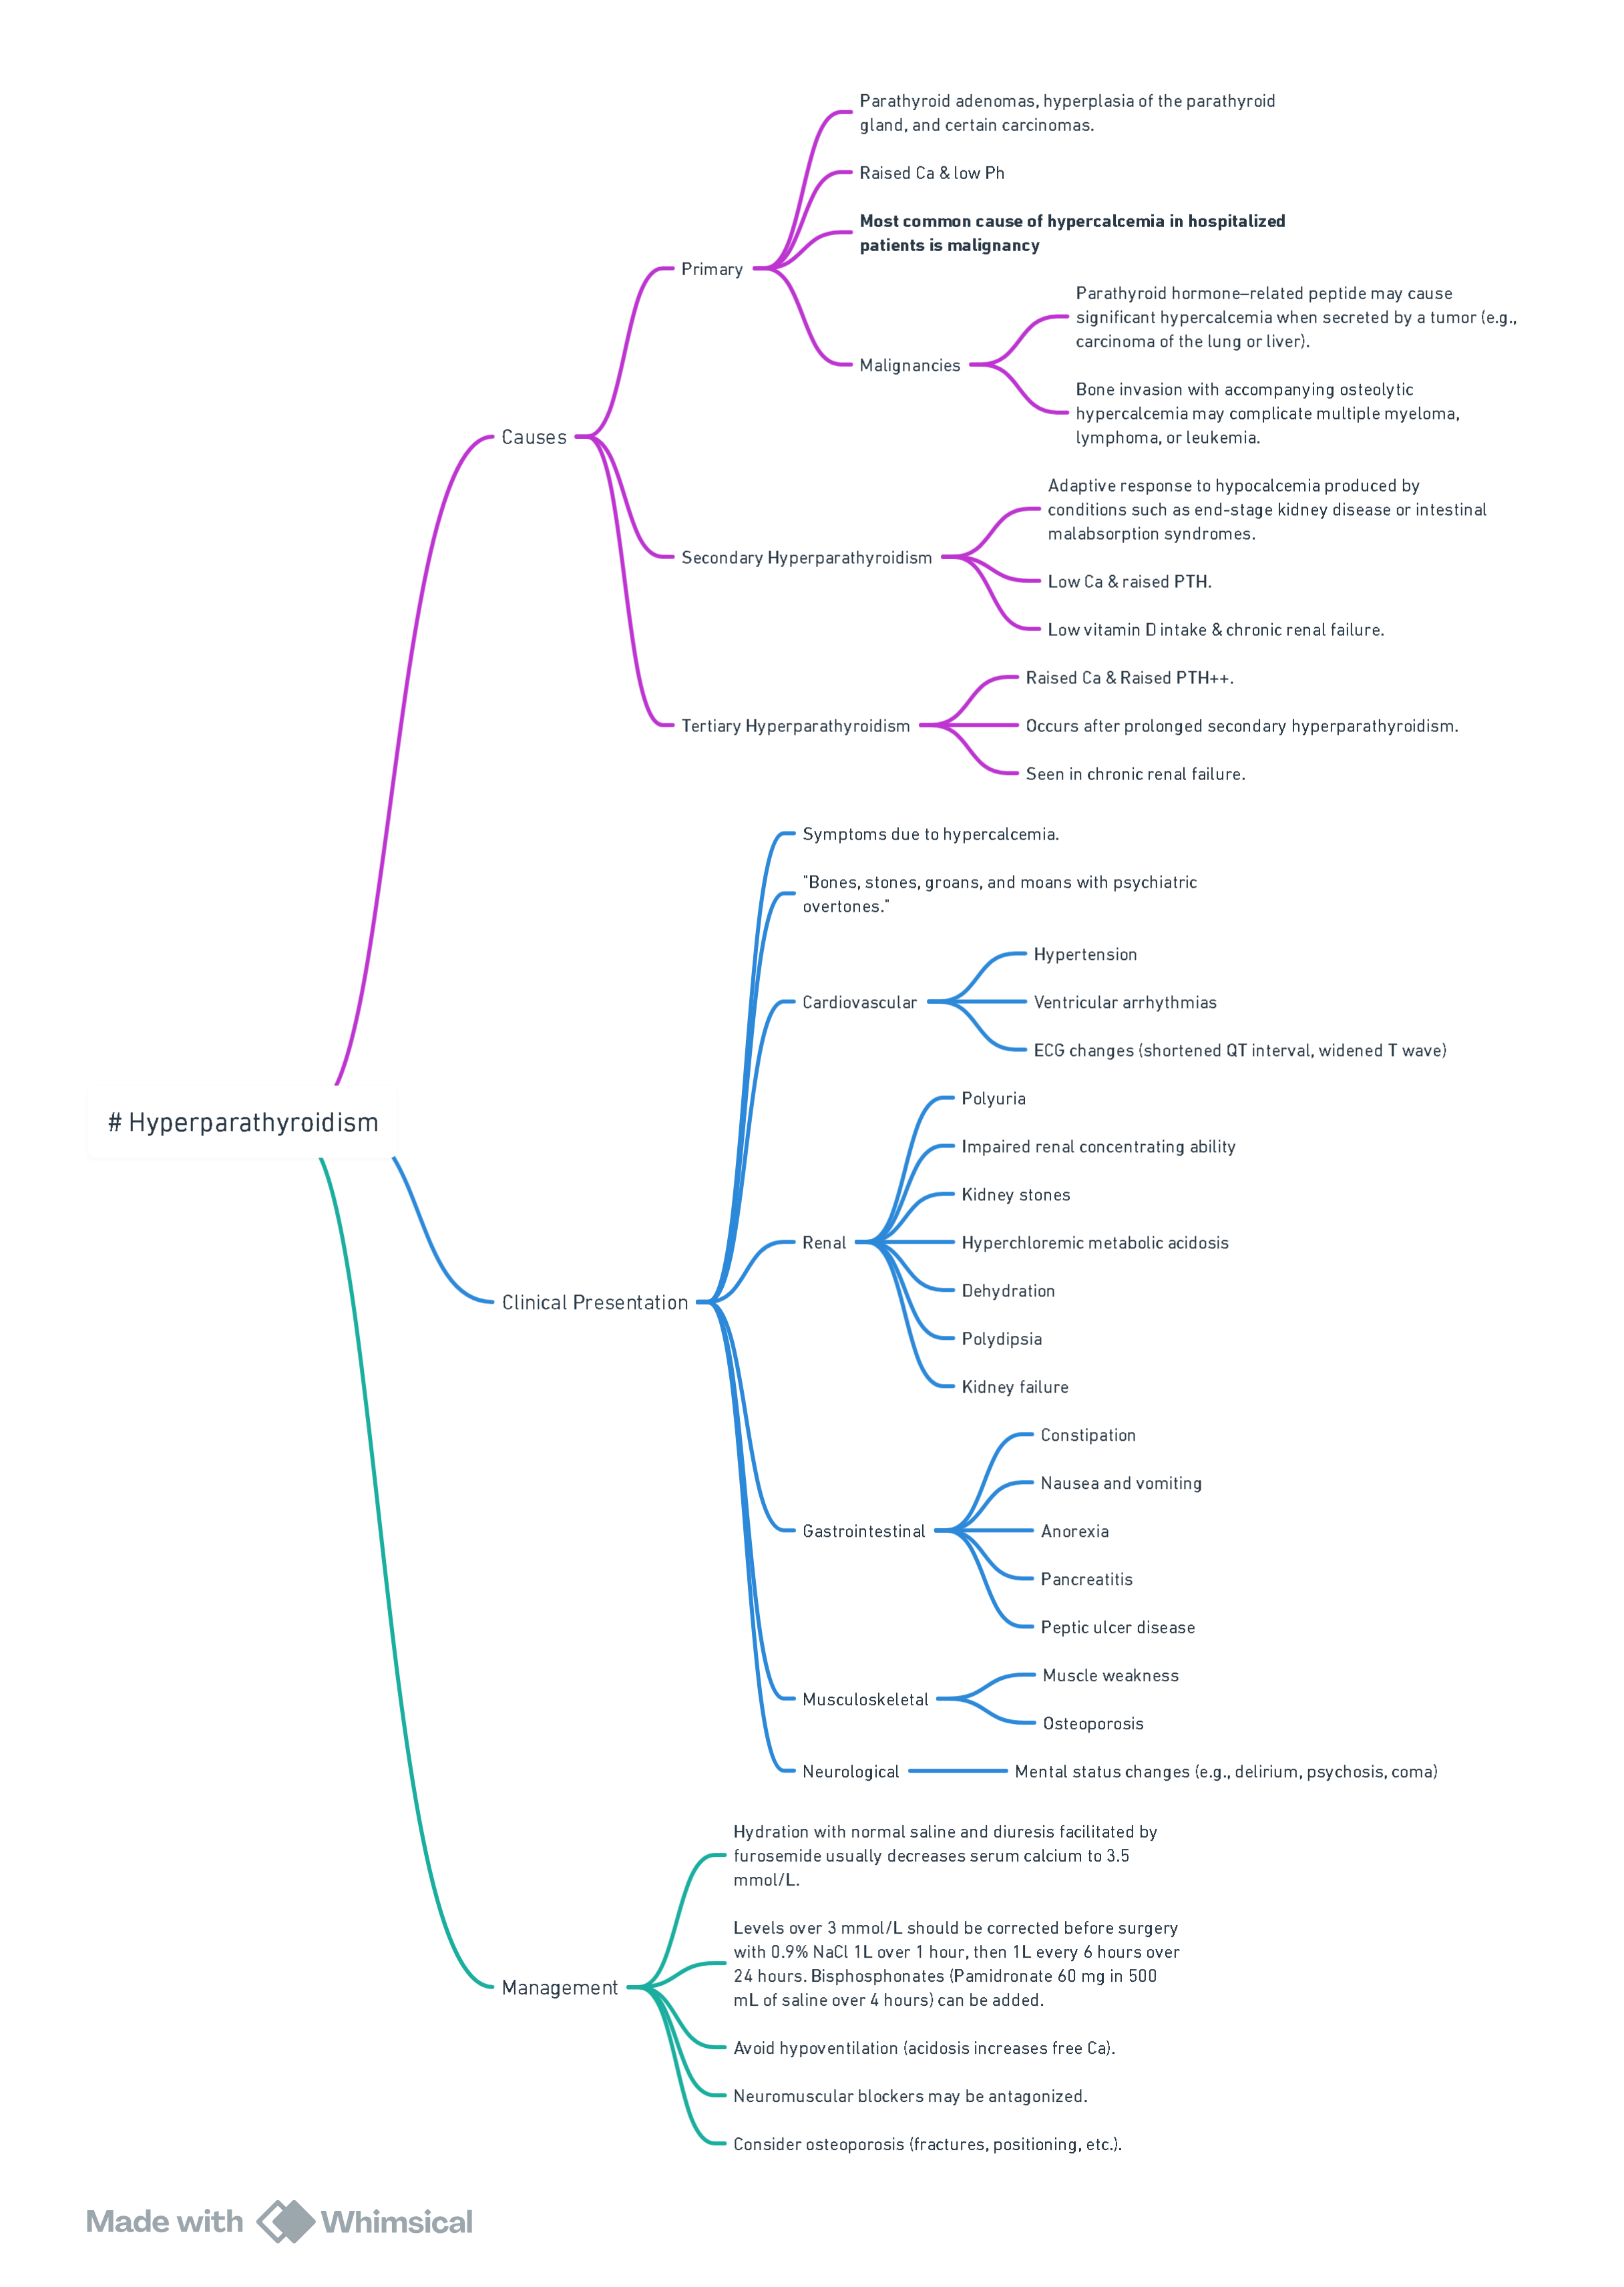 Parathyroid adenomas, hyperplasia of the parathyroid
gland, and certain carcinomas.
Raised Ca & low Ph
Most common cause of hypercalcemia in hospitalized
patients is malignancy
Primary
Parathyroid hormone–related peptide may cause
significant hypercalcemia when secreted by a tumor (e.g.,
carcinoma of the lung or liver).
Malignancies
Bone invasion with accompanying osteolytic
hypercalcemia may complicate multiple myeloma,
lymphoma, or leukemia.
Causes
Adaptive response to hypocalcemia produced by
conditions such as end-stage kidney disease or intestinal
malabsorption syndromes.
Secondary Hyperparathyroidism
Low Ca & raised PTH.
Low vitamin D intake & chronic renal failure.
Raised Ca & Raised PTH++.
Tertiary Hyperparathyroidism
Occurs after prolonged secondary hyperparathyroidism.
Seen in chronic renal failure.
Symptoms due to hypercalcemia.
"Bones, stones, groans, and moans with psychiatric
overtones."
Hypertension
Cardiovascular
Ventricular arrhythmias
ECG changes (shortened QT interval, widened T wave)
# Hyperparathyroidism
Polyuria
Impaired renal concentrating ability
Kidney stones
Renal
Hyperchloremic metabolic acidosis
Dehydration
Clinical Presentation
Polydipsia
Kidney failure
Constipation
Nausea and vomiting
Gastrointestinal
Anorexia
Pancreatitis
Peptic ulcer disease
Muscle weakness
Musculoskeletal
Osteoporosis
Neurological
Mental status changes (e.g., delirium, psychosis, coma)
Hydration with normal saline and diuresis facilitated by
furosemide usually decreases serum calcium to 3.5
mmol/L.
Levels over 3 mmol/L should be corrected before surgery
with 0.9% NaCl 1L over 1 hour, then 1L every 6 hours over
24 hours. Bisphosphonates (Pamidronate 60 mg in 500
mL of saline over 4 hours) can be added.
Management
Avoid hypoventilation (acidosis increases free Ca).
Neuromuscular blockers may be antagonized.
Consider osteoporosis (fractures, positioning, etc.).
Made with Whimsical